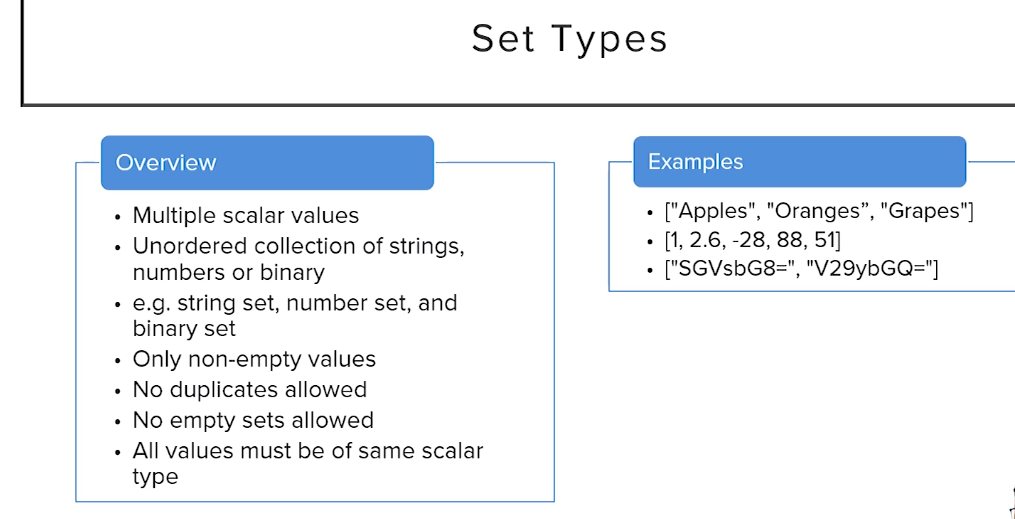 Set Types
Overview
• Multiple scalar values
• Unordered collection of strings,
numbers or binary
• e.g. string set, number set, and
binary set
• Only non-empty values
• No duplicates allowed
• No empty sets allowed
• All values must be of same scalar
type
Examples
• ["Apples", "Oranges”, "Grapes"]
• [1, 2.6, -28, 88, 51]
• ["SGVsbG8=", "V29ybGQ="]